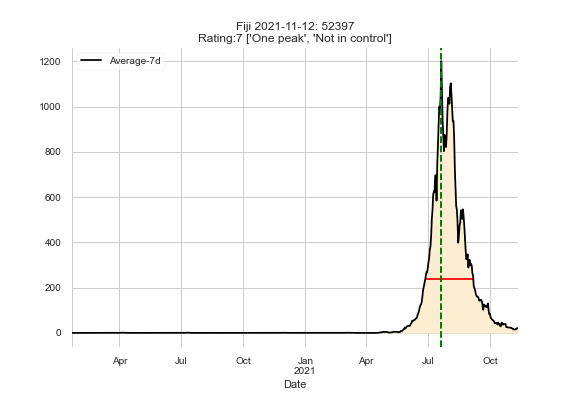 Fiji 2021-11-12: 52397
Rating:7 ['One peak', 'Not in control']
Average-7d
1200
1000
800
600
400
200
0
Apr Jul Oct Jan Apr Jul Oct
2021
Date